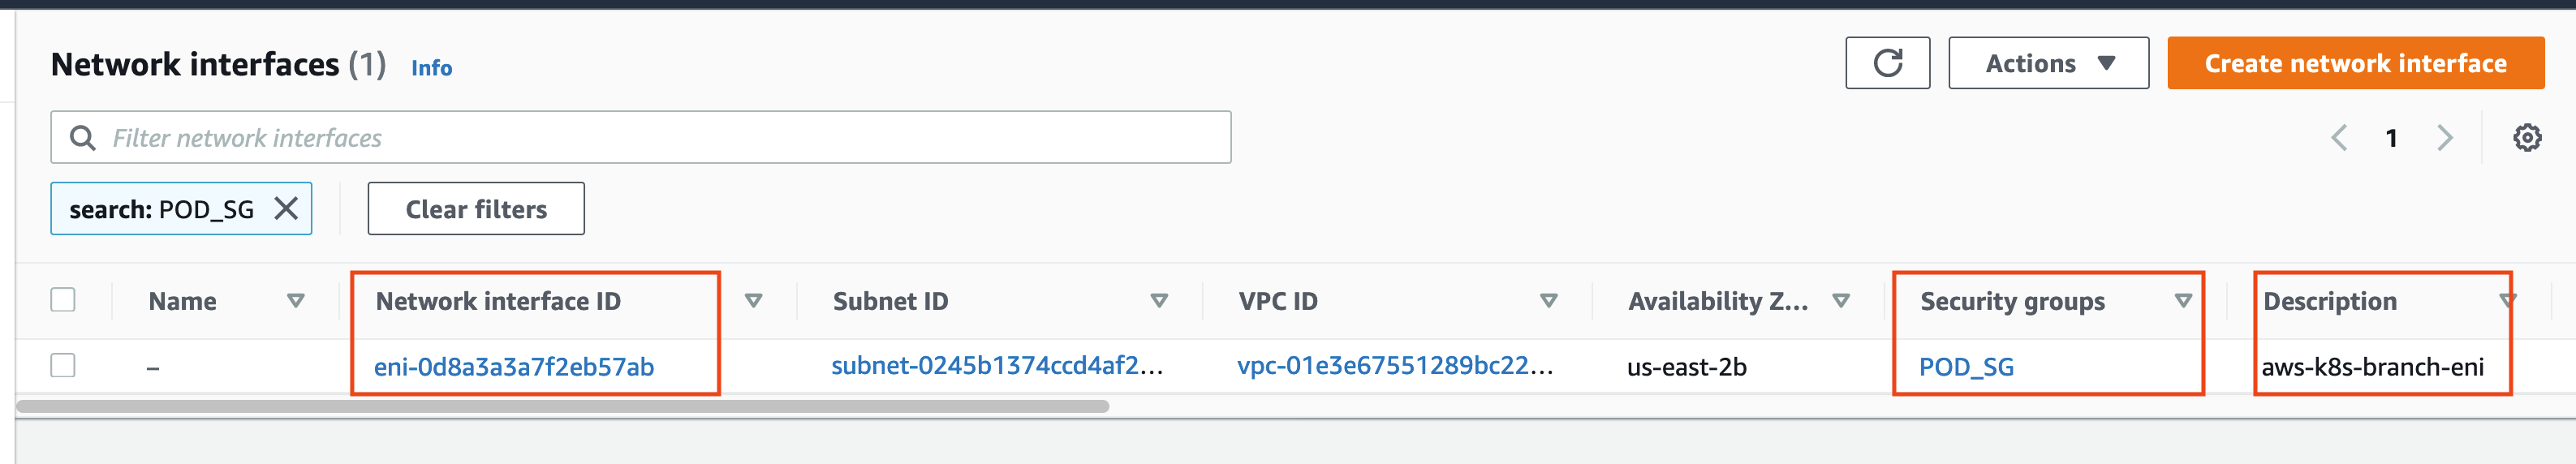 Network interfaces (1) Info
Actions
Create network interface
Filter network interfaces
1
search: POD_SG
Clear filters
Name Network interface ID Subnet ID VPC ID Availability Z... Security groups Description
– eni-0d8a3a3a7f2eb57ab subnet-0245b1374ccd4af2... vpc-01e3e67551289bc22... us-east-2b POD_SG aws-k8s-branch-eni